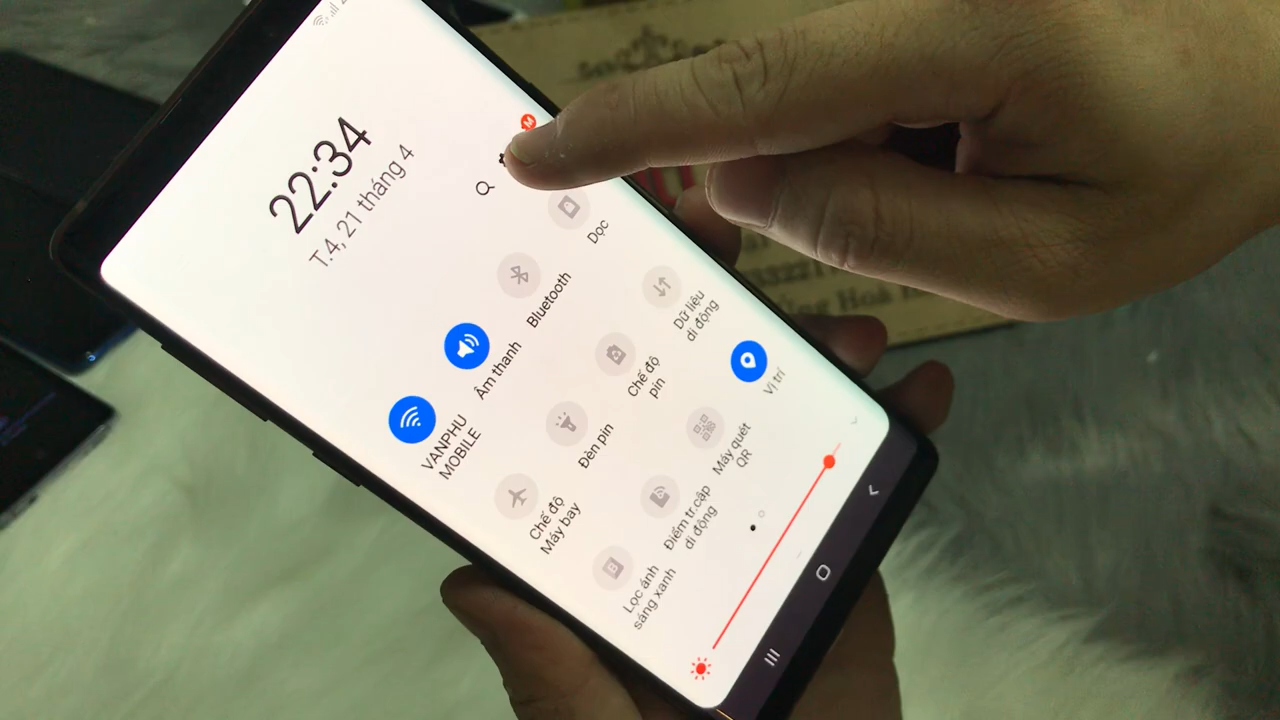 22:34
T.4, 21 tháng 4
M
VANPHU
MOBILE
Âm thanh
Bluetooth
Dọc
Chế độ
Máy bay
Đèn pin
Chế độ
pin
Dữ liệu
di động
Lọc ánh
sáng xanh
Điểm tr.cập
di động
Máy quét
QR
Vị trí